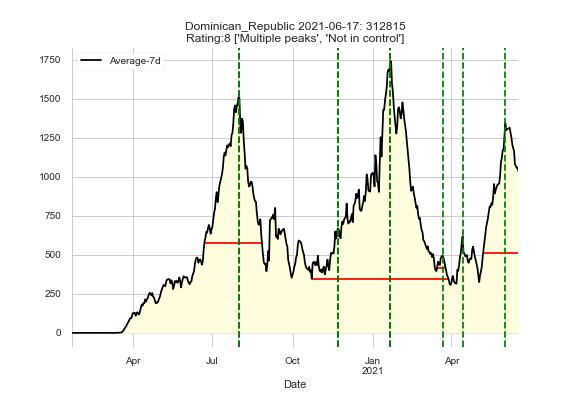 Dominican_Republic 2021-06-17: 312815
Rating:8 ['Multiple peaks', 'Not in control']
Average-7d
1750
1500
1250
1000
750
500
250
0
Apr Jul Oct Jan Apr
2021
Date